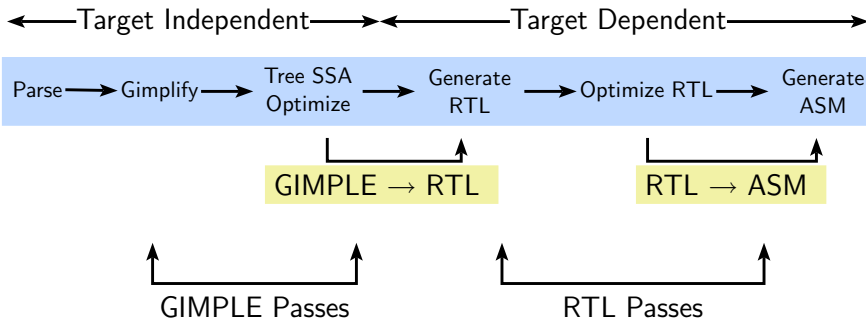 Target Independent Target Dependent
Parse Gimplify Tree SSA Generate Optimize RTL Generate
Optimize RTL ASM
GIMPLE → RTL RTL → ASM
GIMPLE Passes RTL Passes